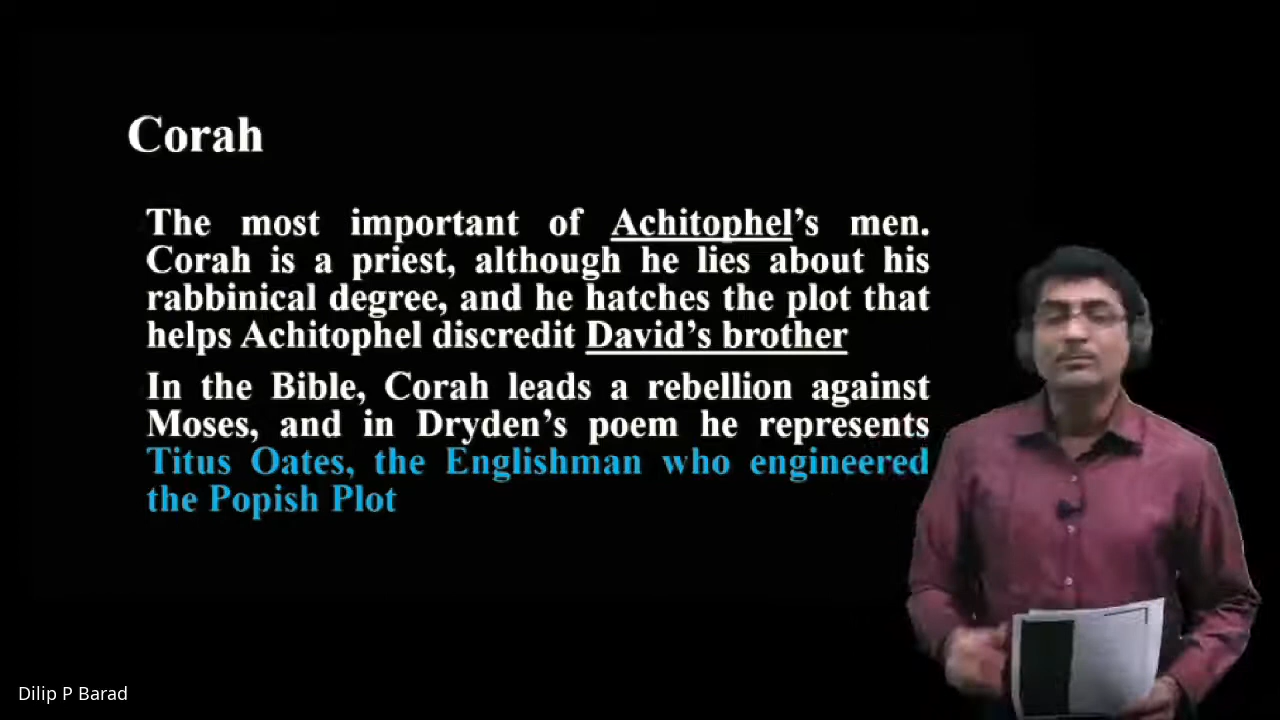 Corah
The most important of Achitophel's men.
Corah is a priest, although he lies about his
rabbinical degree, and he hatches the plot that
helps Achitophel discredit David's brother
In the Bible, Corah leads a rebellion against
Moses, and in Dryden's poem he represents
Titus Oates, the Englishman who engineered
the Popish Plot
Dilip P Barad